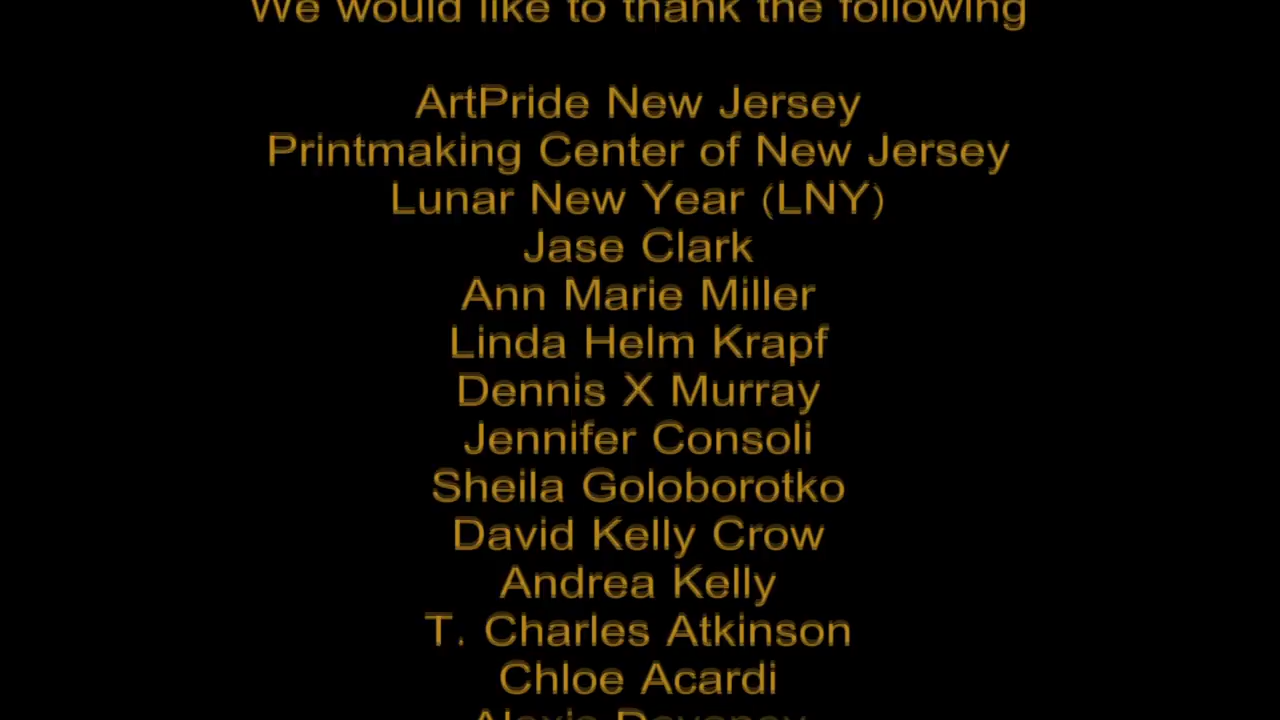 We would like to thank the following
ArtPride New Jersey
Printmaking Center of New Jersey
Lunar New Year (LNY)
Jase Clark
Ann Marie Miller
Linda Helm Krapf
Dennis X Murray
Jennifer Consoli
Sheila Goloborotko
David Kelly Crow
Andrea Kelly
T. Charles Atkinson
Chloe Acardi
Alexis